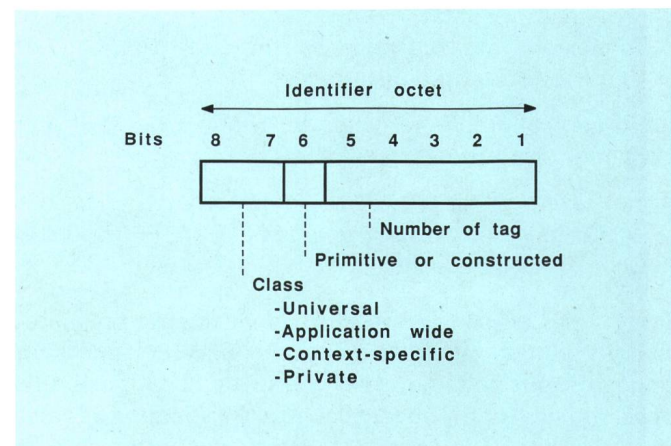 Identifier octet
Bits 8 7 6 5 4 3 2 1
Number of tag
Primitive or constructed
Class
-Universal
-Application wide
-Context-specific
-Private